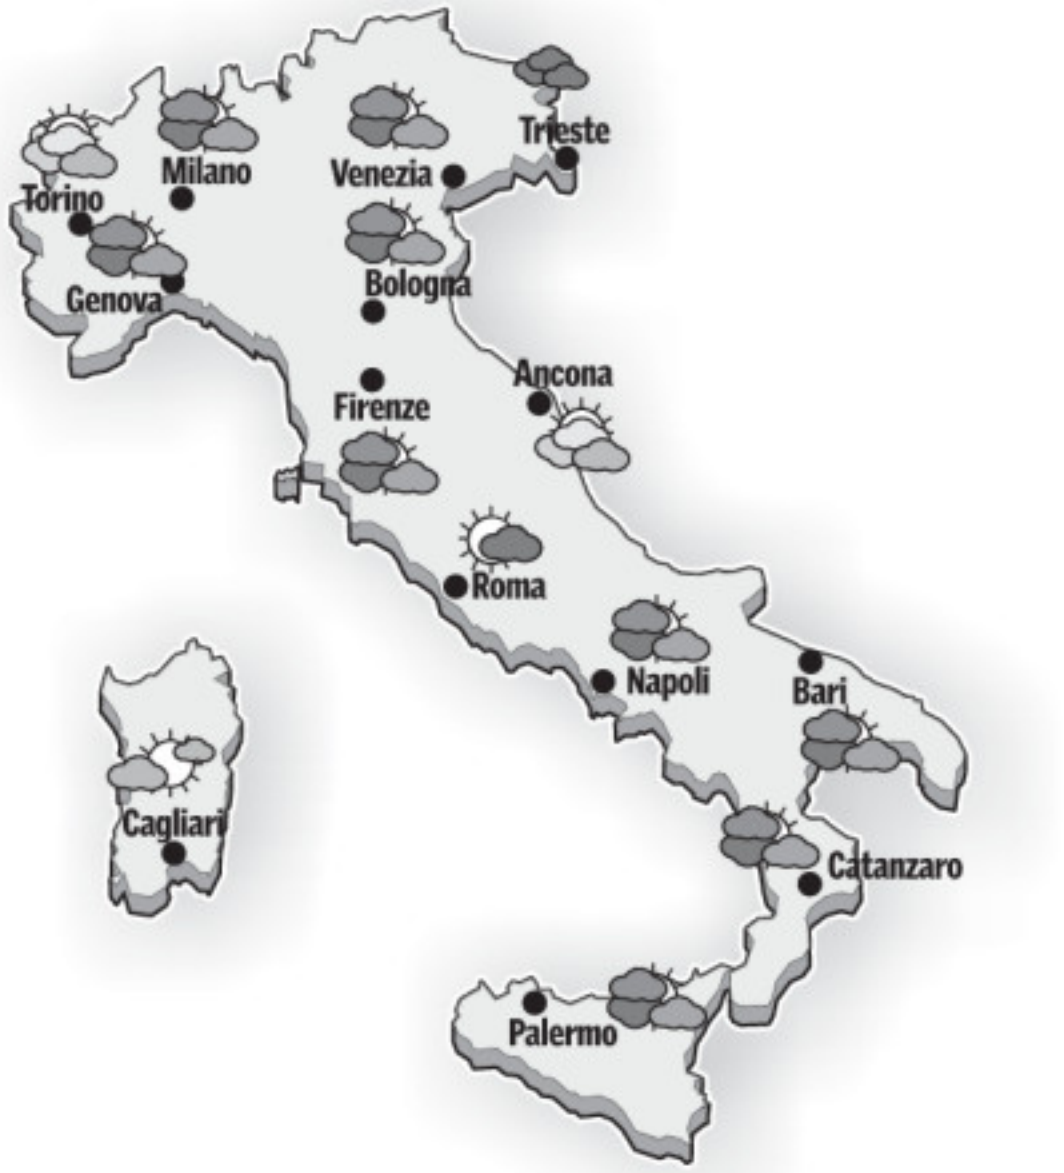 Trieste
Milano
Venezia
Torino
Bologna
Genova
Ancona
Firenze
Roma
Napoli
Bari
Cagliari
Catanzaro
Palermo